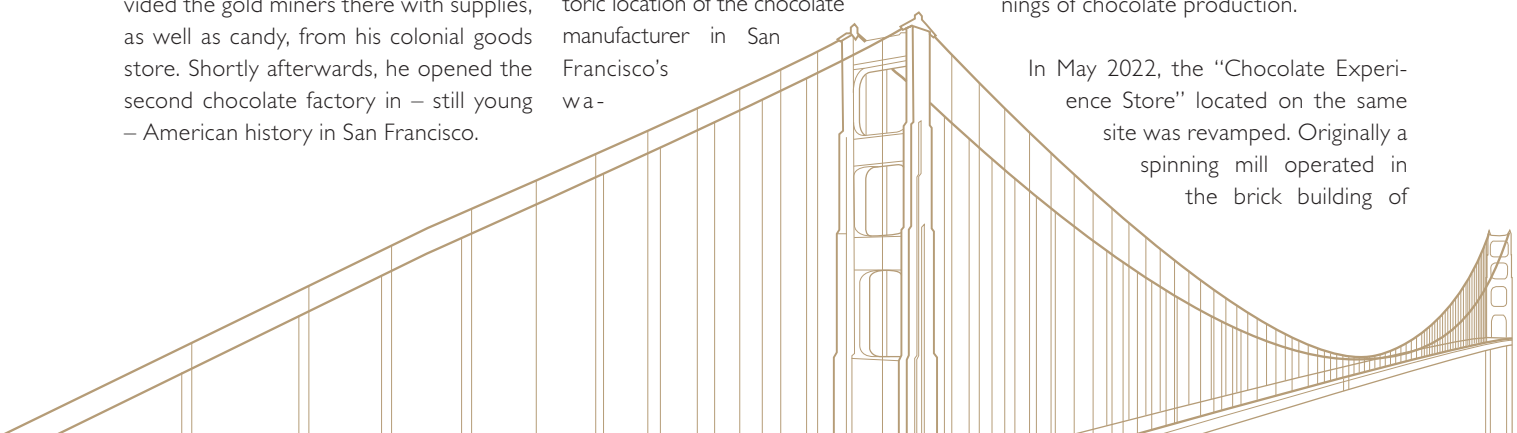 vided the gold miners there with supplies,
as well as candy, from his colonial goods
store. Shortly afterwards, he opened the
second chocolate factory in – still young
– American history in San Francisco.
toric location of the chocolate
manufacturer in San
Francisco’s
wa-
nings of chocolate production.
In May 2022, the “Chocolate Experi-
ence Store” located on the same
site was revamped. Originally a
spinning mill operated in
the brick building of